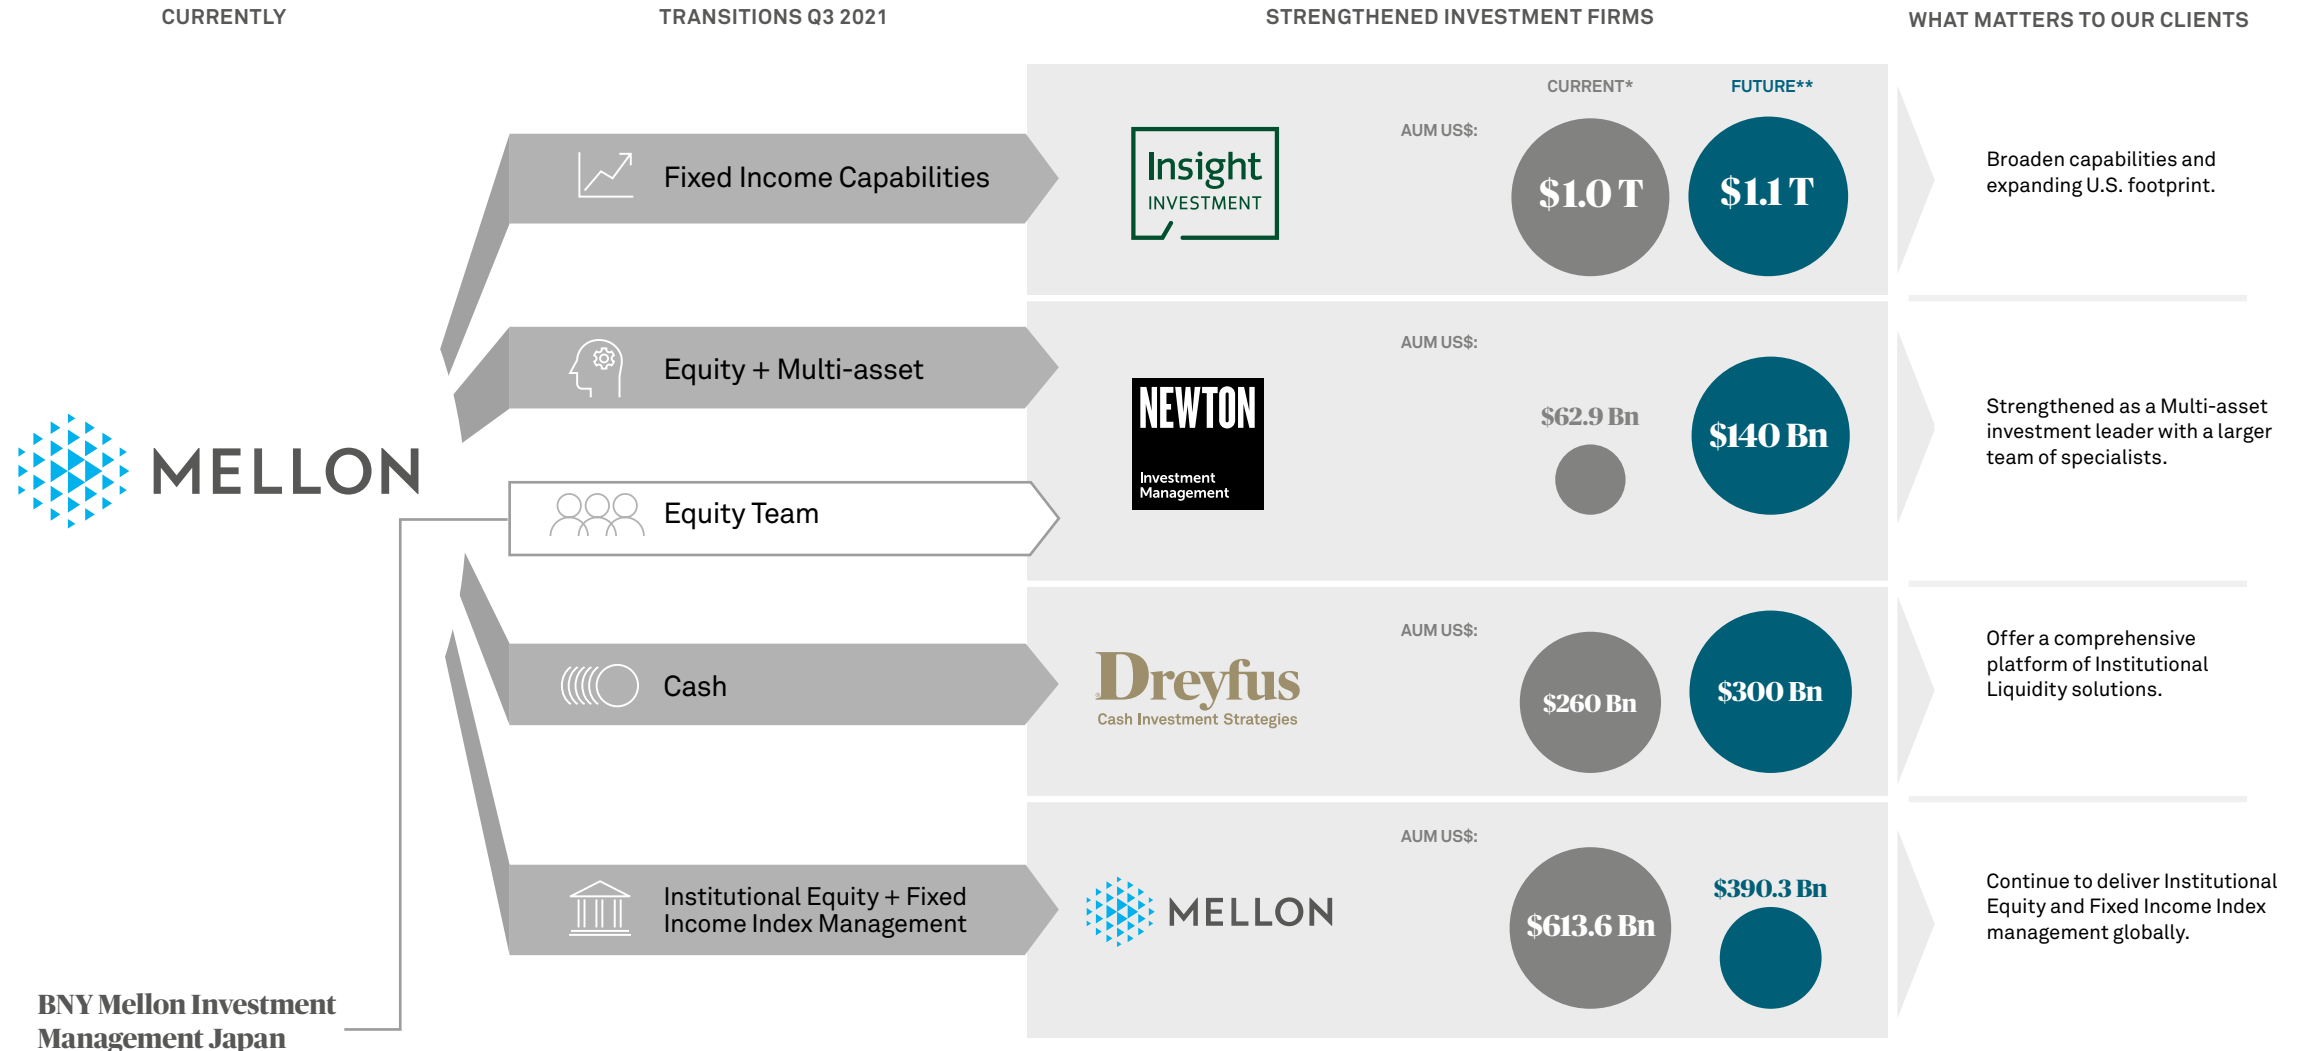 CURRENTLY
TRANSITIONS Q3 2021
STRENGTHENED INVESTMENT FIRMS
WHAT MATTERS TO OUR CLIENTS
MELLON
BNY Mellon Investment
Management Japan
Fixed Income Capabilities
Equity + Multi-asset
Equity Team
Cash
Institutional Equity + Fixed
Income Index Management
CURRENT*
FUTURE**
Insight
INVESTMENT
AUM US$:
$1.0 T
$1.1 T
Broaden capabilities and
expanding U.S. footprint.
NEWTON
Investment
Management
AUM US$:
$62.9 Bn
$140 Bn
Strengthened as a Multi-asset
investment leader with a larger
team of specialists.
Dreyfus
Cash Investment Strategies
AUM US$:
$260 Bn
$300 Bn
Offer a comprehensive
platform of Institutional
Liquidity solutions.
MELLON
AUM US$:
$613.6 Bn
$390.3 Bn
Continue to deliver Institutional
Equity and Fixed Income Index
management globally.